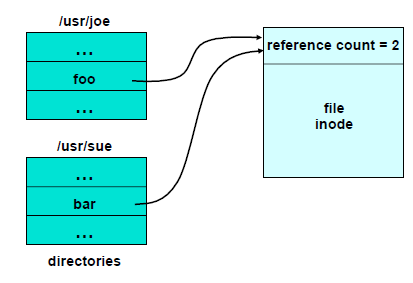 /usr/joe
...
foo
...
/usr/sue
...
bar
...
directories
reference count = 2
file
inode